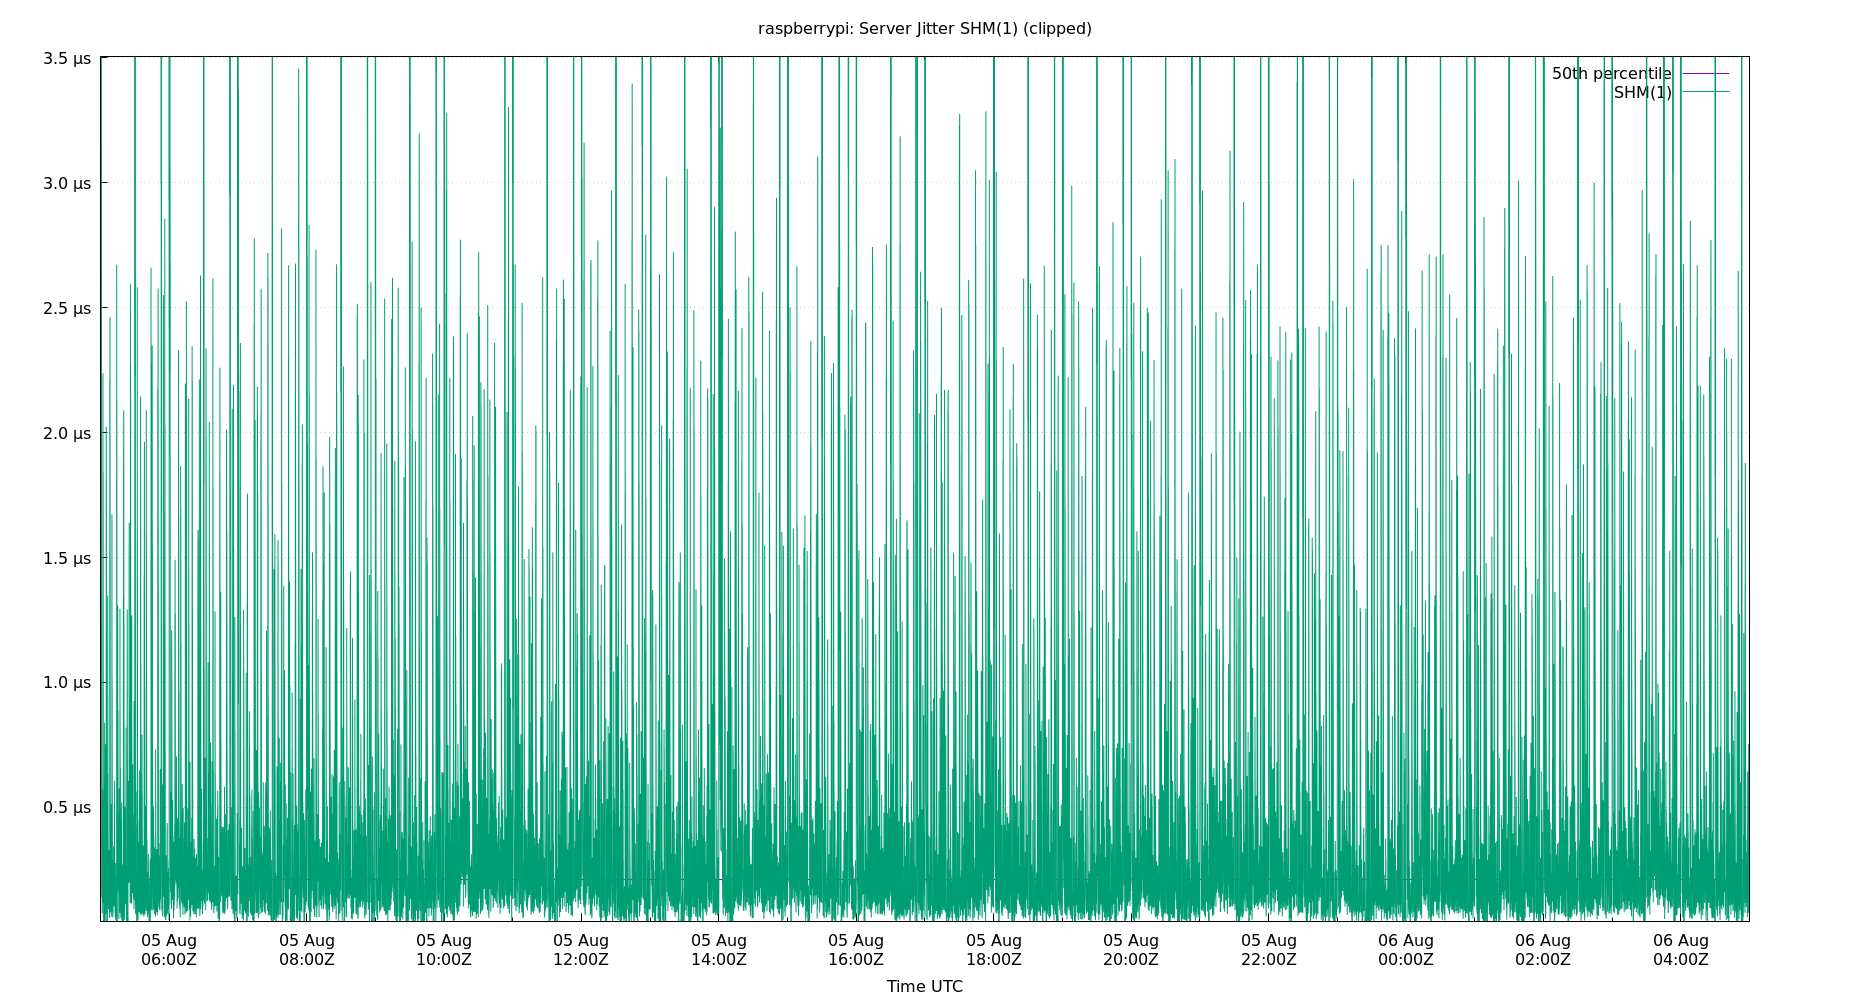 raspberrypi: Server Jitter SHM(1) (clipped)
3.5 μs
50th percentile
SHM(1)
3.0 μs
2.5 μs
2.0 μs
1.5 μs
1.0 μs
0.5 μs
05 Aug 05 Aug 05 Aug 05 Aug 05 Aug 05 Aug 05 Aug 05 Aug 05 Aug 06 Aug 06 Aug 06 Aug
06:00Z 08:00Z 10:00Z 12:00Z 14:00Z 16:00Z 18:00Z 20:00Z 22:00Z 00:00Z 02:00Z 04:00Z
Time UTC